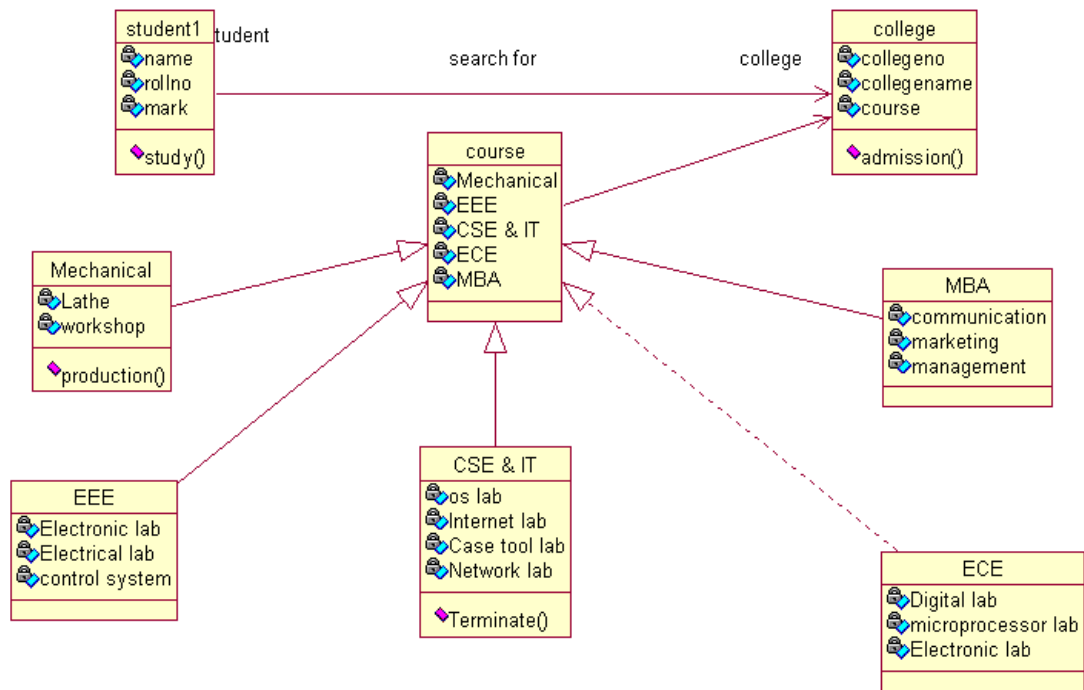 student1
tudent
name
rollno
mark
study()
search for
college
college
collegeno
collegename
course
admission()
course
Mechanical
EEE
CSE & IT
ECE
MBA
Mechanical
Lathe
workshop
production()
MBA
communication
marketing
management
EEE
Electronic lab
Electrical lab
control system
CSE & IT
os lab
Internet lab
Case tool lab
Network lab
Terminate()
ECE
Digital lab
microprocessor lab
Electronic lab